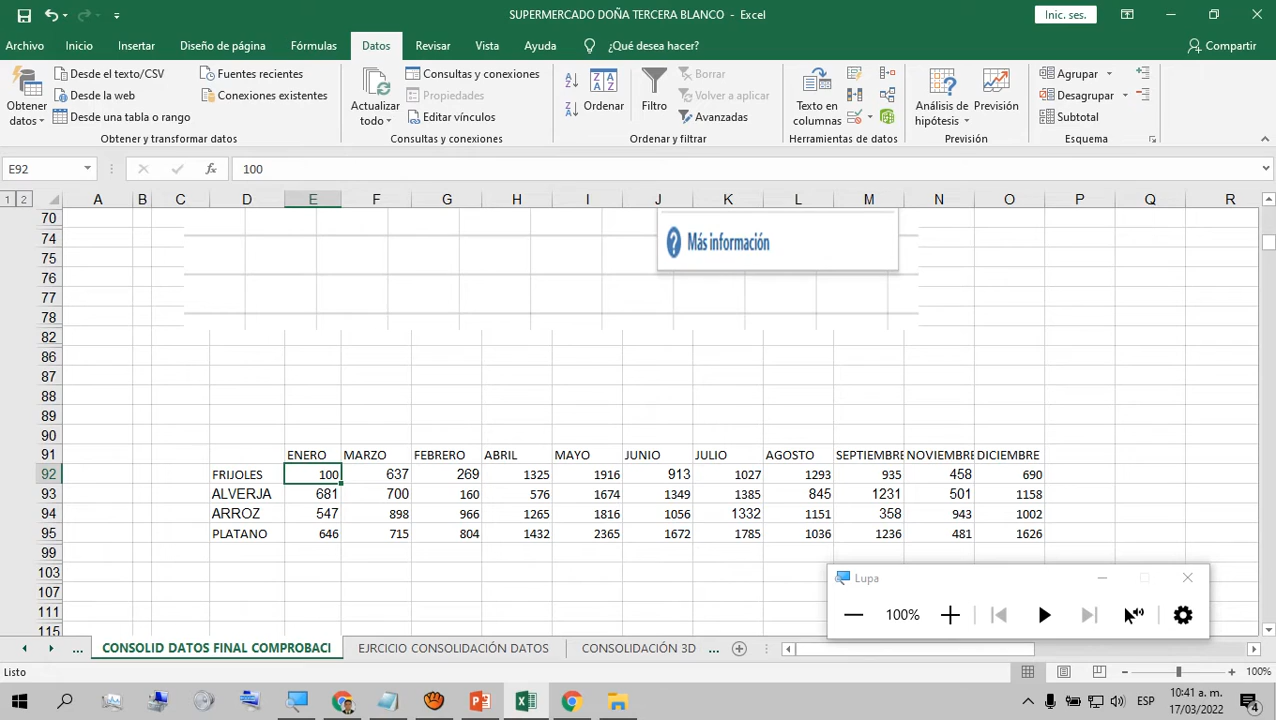 SUPERMERCADO DOÑA TERCERA BLANCO - Excel
Inic. ses.
Archivo Inicio Insertar Diseño de página Fórmulas Datos Revisar Vista Ayuda ¿Qué desea hacer? Compartir
Obtener datos
Desde el texto/CSV
Desde la web
Desde una tabla o rango
Fuentes recientes
Conexiones existentes
Obtener y transformar datos
Actualizar todo
Consultas y conexiones
Propiedades
Editar vínculos
Consultas y conexiones
Ordenar
Filtro
Borrar
Volver a aplicar
Avanzadas
Ordenar y filtrar
Texto en columnas
Herramientas de datos
Análisis de hipótesis
Previsión
Previsión
Agrupar
Desagrupar
Subtotal
Esquema
E92 fx 100
1 2 A B C D E F G H I J K L M N O P Q R
70
74
Más información
75
76
77
78
82
86
87
88
89
90
91 ENERO MARZO FEBRERO ABRIL MAYO JUNIO JULIO AGOSTO SEPTIEMBRE NOVIEMBRE DICIEMBRE
92 FRIJOLES 100 637 269 1325 1916 913 1027 1293 935 458 690
93 ALVERJA 681 700 160 576 1674 1349 1385 845 1231 501 1158
94 ARROZ 547 898 966 1265 1816 1056 1332 1151 358 943 1002
95 PLATANO 646 715 804 1432 2365 1672 1785 1036 1236 481 1626
99
103
107
111
115
Lupa
100%
... CONSOLID DATOS FINAL COMPROBACI EJERCICIO CONSOLIDACIÓN DATOS CONSOLIDACIÓN 3D ...
Listo
100%
ESP
10:41 a. m.
17/03/2022
4